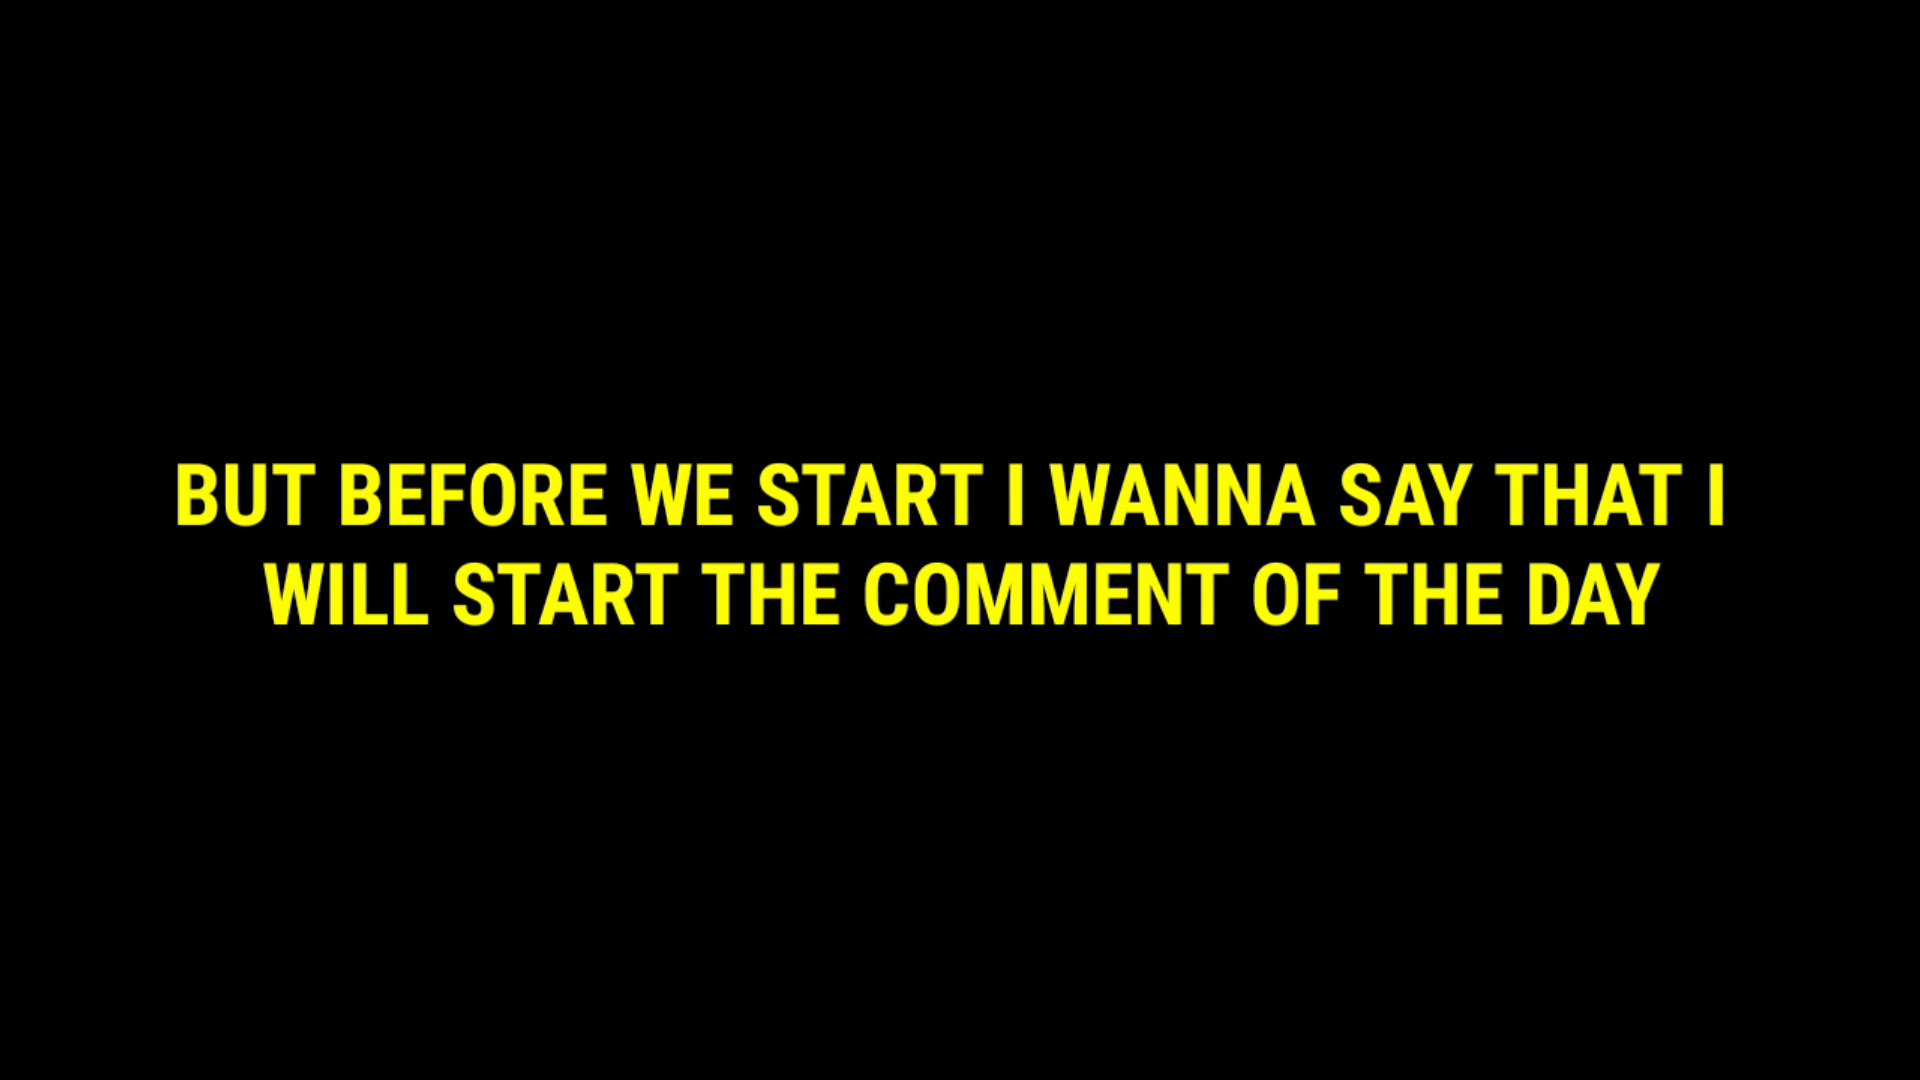 BUT BEFORE WE START I WANNA SAY THAT I
WILL START THE COMMENT OF THE DAY